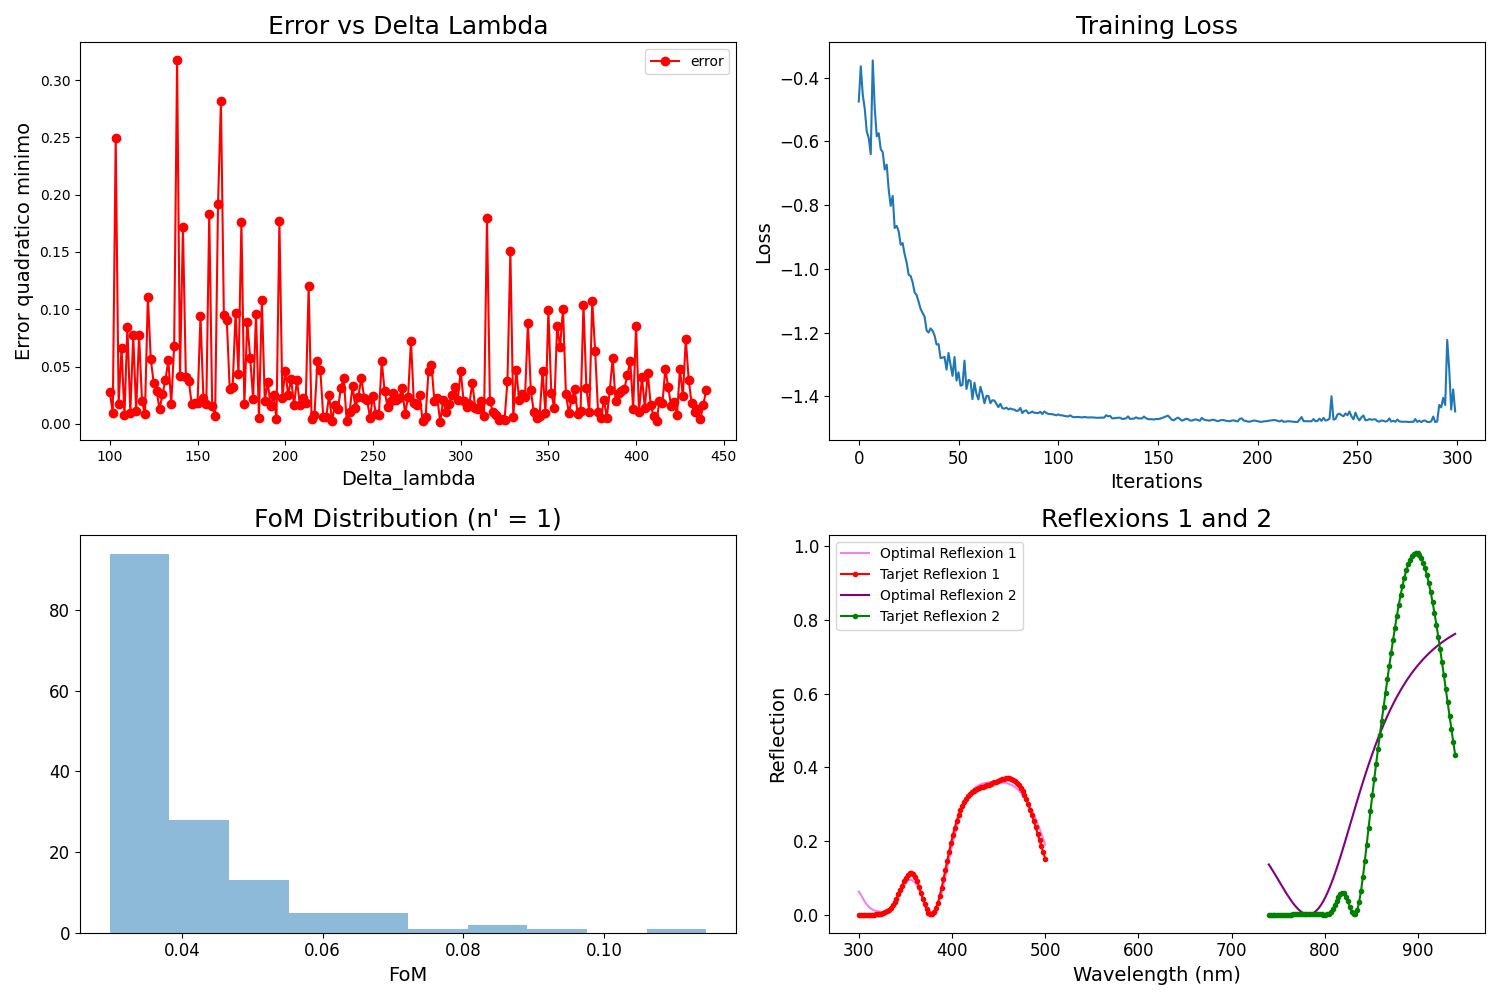 Error vs Delta Lambda
error
Error quadratico minimo
0.30
0.25
0.20
0.15
0.10
0.05
0.00
100 150 200 250 300 350 400 450
Delta_lambda
Training Loss
Loss
−0.4
−0.6
−0.8
−1.0
−1.2
−1.4
0 50 100 150 200 250 300
Iterations
FoM Distribution (n' = 1)
80
60
40
20
0
0.04 0.06 0.08 0.10
FoM
Reflexions 1 and 2
Optimal Reflexion 1
Tarjet Reflexion 1
Optimal Reflexion 2
Tarjet Reflexion 2
Reflection
1.0
0.8
0.6
0.4
0.2
0.0
300 400 500 600 700 800 900
Wavelength (nm)